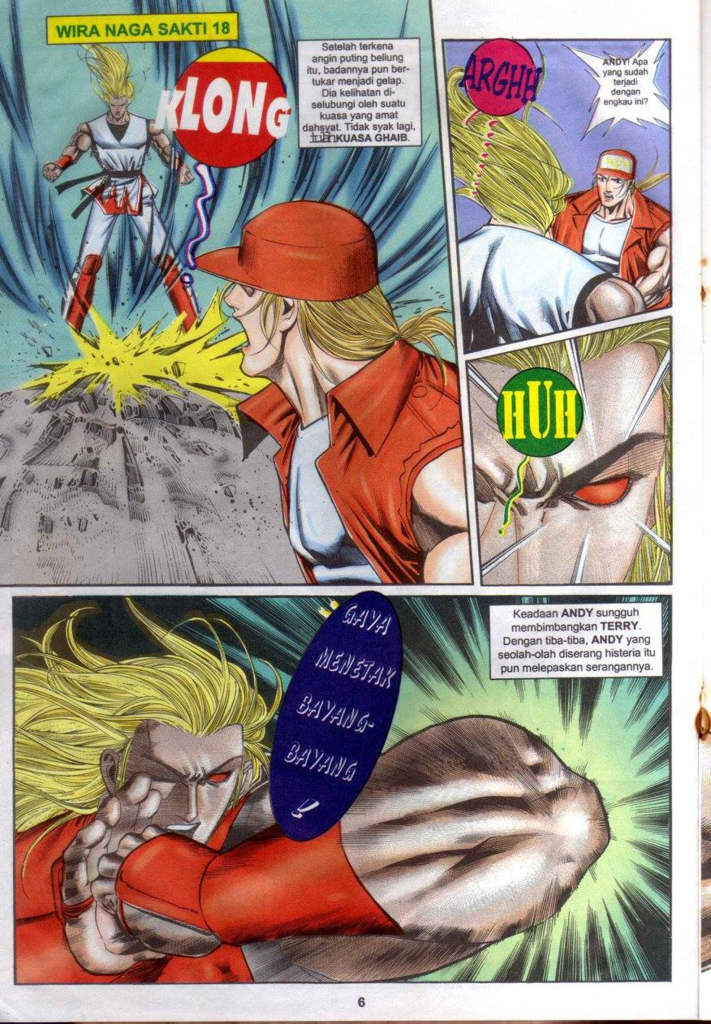 WIRA NAGA SAKTI 18
KLONG
Setelah terkena
angin puting beliung
itu, badannya pun ber-
tukar menjadi gelap.
Dia kelihatan di-
selubungi oleh suatu
kuasa yang amat
dahsyat. Tidak syak lagi,
KUASA GHAIB.
ARGHH
ANDY! Apa
yang sudah
terjadi
dengan
engkau ini?
HUH
GAYA
MENETAK
BAYANG-
BAYANG
!
Keadaan ANDY sungguh
membimbangkan TERRY.
Dengan tiba-tiba, ANDY yang
seolah-olah diserang histeria itu
pun melepaskan serangannya.
6